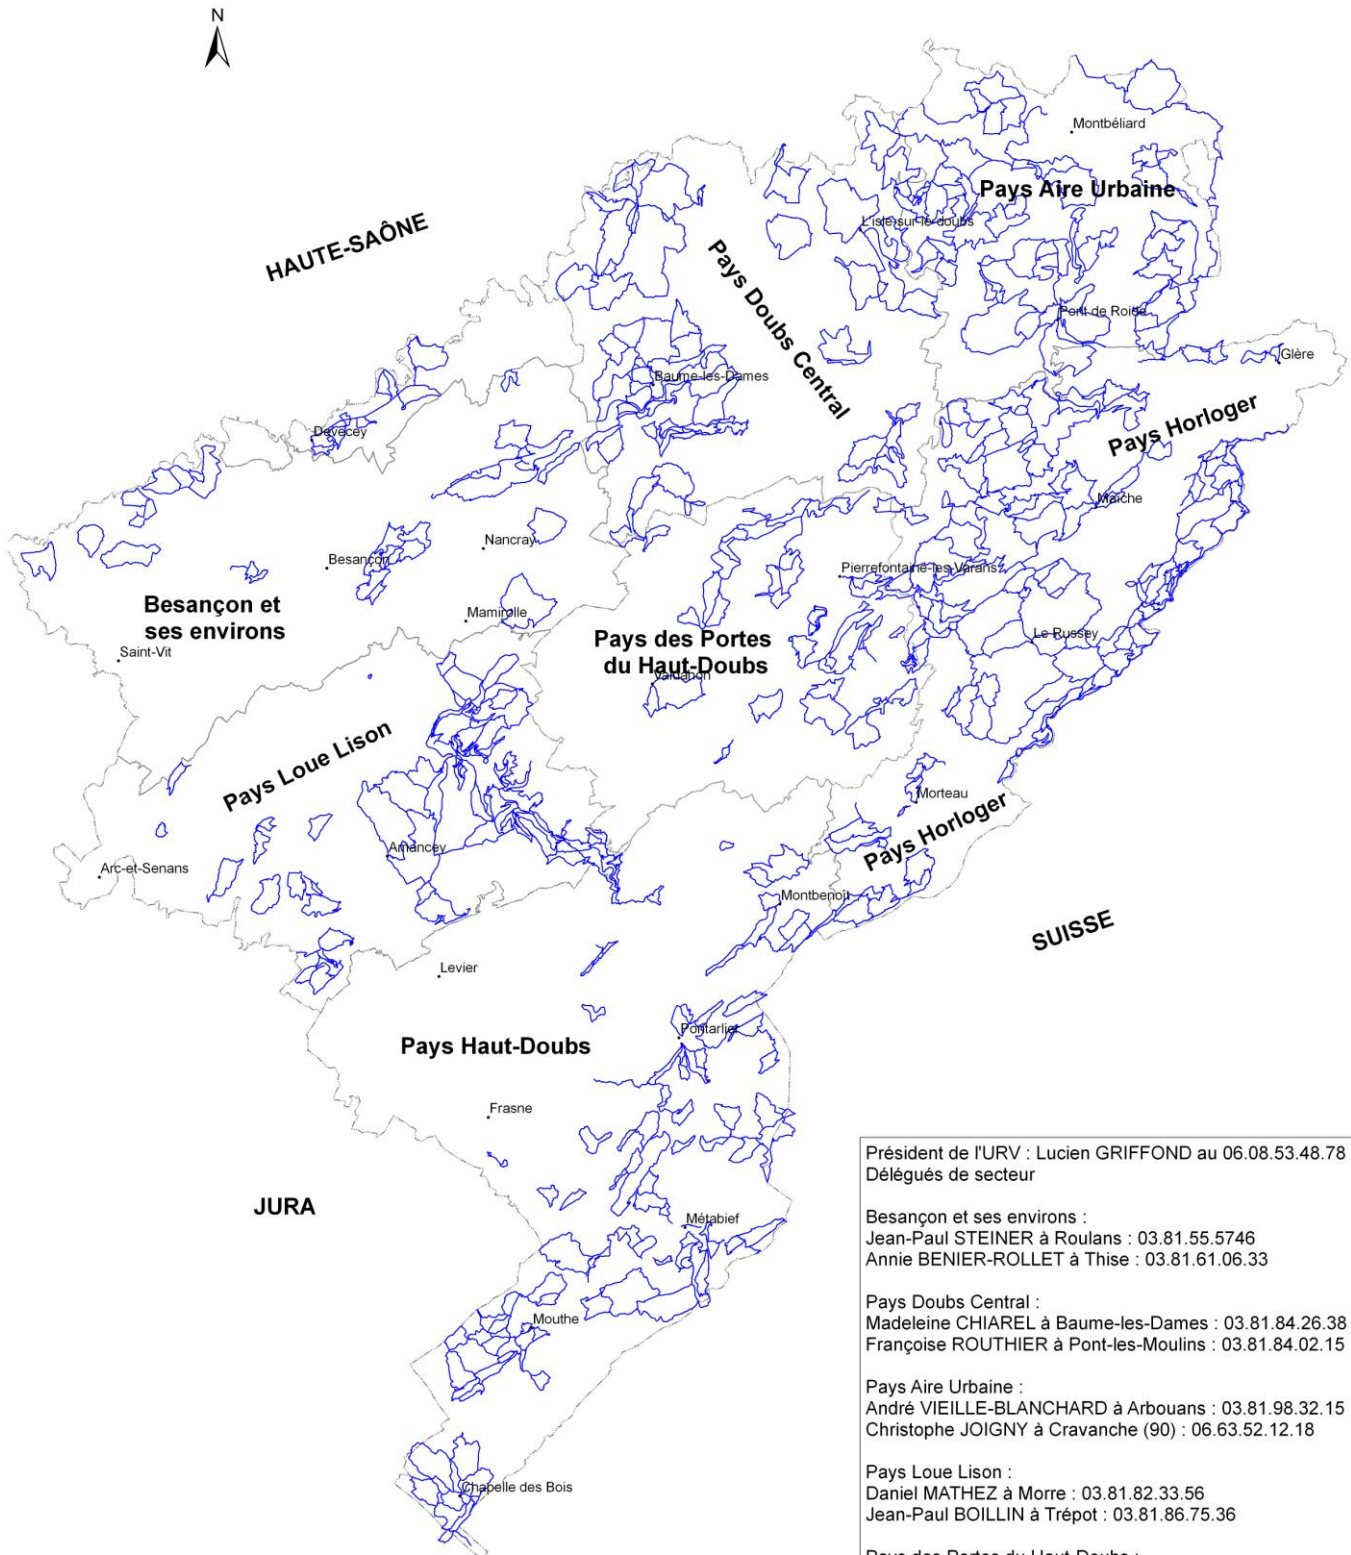 N
Montbéliard
Pays Aire Urbaine
L'isle-sur-le-doubs
HAUTE-SAÔNE
Pays Doubs Central
Pont de Roide
Glère
Baume-les-Dames
Pays Horloger
Devecey
Maîche
Nancray
Besançon
Pierrefontaine-les-Varans
Besançon et
ses environs
Mamirolle
Pays des Portes
du Haut-Doubs
Le Russey
Saint-Vit
Valdahon
Pays Loue Lison
Morteau
Pays Horloger
Amancey
Arc-et-Senans
Montbenoît
SUISSE
Levier
Pontarlier
Pays Haut-Doubs
Frasne
JURA
Métabief
Mouthe
Chapelle des Bois
Président de l'URV : Lucien GRIFFOND au 06.08.53.48.78
Délégués de secteur
Besançon et ses environs :
Jean-Paul STEINER à Roulans : 03.81.55.5746
Annie BENIER-ROLLET à Thise : 03.81.61.06.33
Pays Doubs Central :
Madeleine CHIAREL à Baume-les-Dames : 03.81.84.26.38
Françoise ROUTHIER à Pont-les-Moulins : 03.81.84.02.15
Pays Aire Urbaine :
André VIEILLE-BLANCHARD à Arbouans : 03.81.98.32.15
Christophe JOIGNY à Cravanche (90) : 06.63.52.12.18
Pays Loue Lison :
Daniel MATHEZ à Morre : 03.81.82.33.56
Jean-Paul BOILLIN à Trépot : 03.81.86.75.36
Pays des Portes du Haut-Doubs :